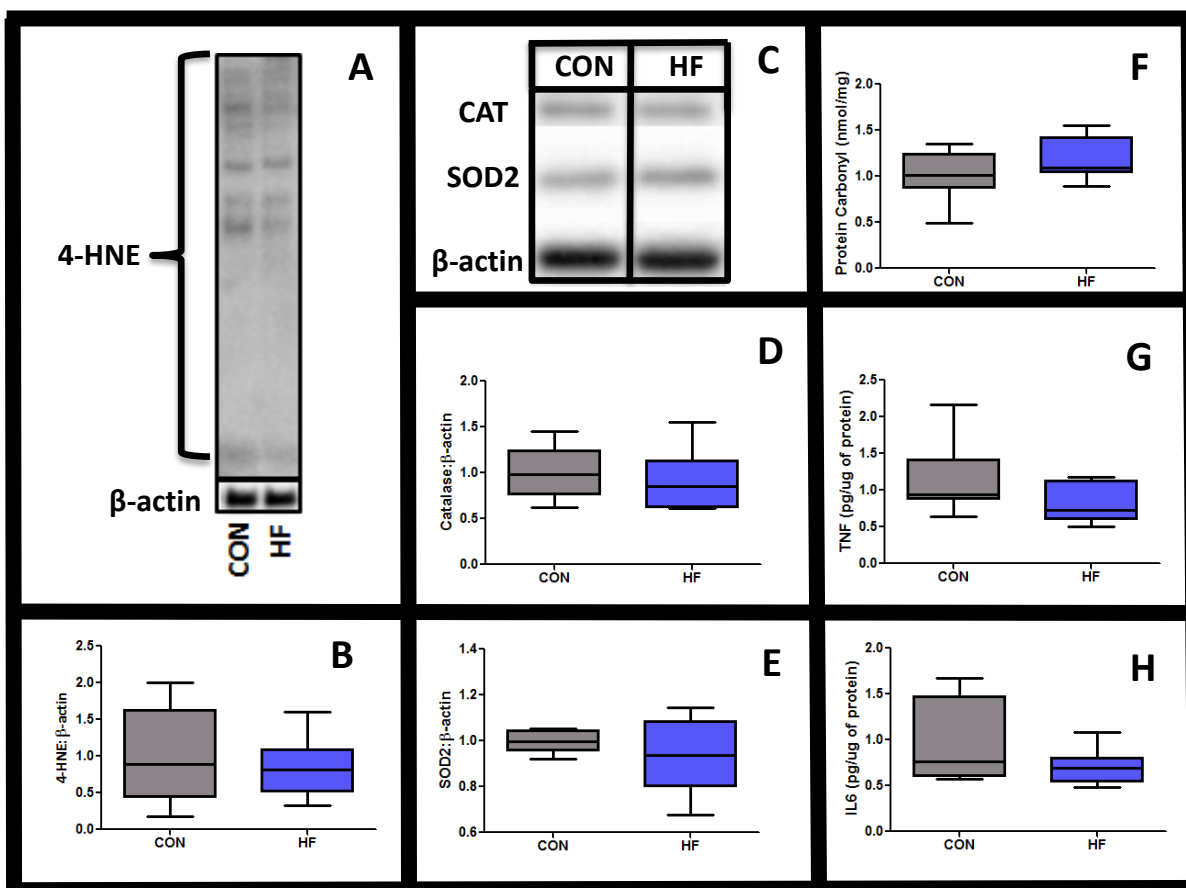 A
4-HNE
β-actin
CON
HF
B
4-HNE:β-actin
2.5
2.0
1.5
1.0
0.5
0.0
CON HF
C
CON HF
CAT
SOD2
β-actin
D
Catalase:β-actin
2.0
1.5
1.0
0.5
0.0
CON HF
E
SOD2:β-actin
1.4
1.2
1.0
0.8
0.6
CON HF
F
Protein Carbonyl (nmol/mg)
2.0
1.5
1.0
0.5
0.0
CON HF
G
TNF (pg/ug of protein)
2.5
2.0
1.5
1.0
0.5
0.0
CON HF
H
IL6 (pg/ug of protein)
2.0
1.5
1.0
0.5
0.0
CON HF